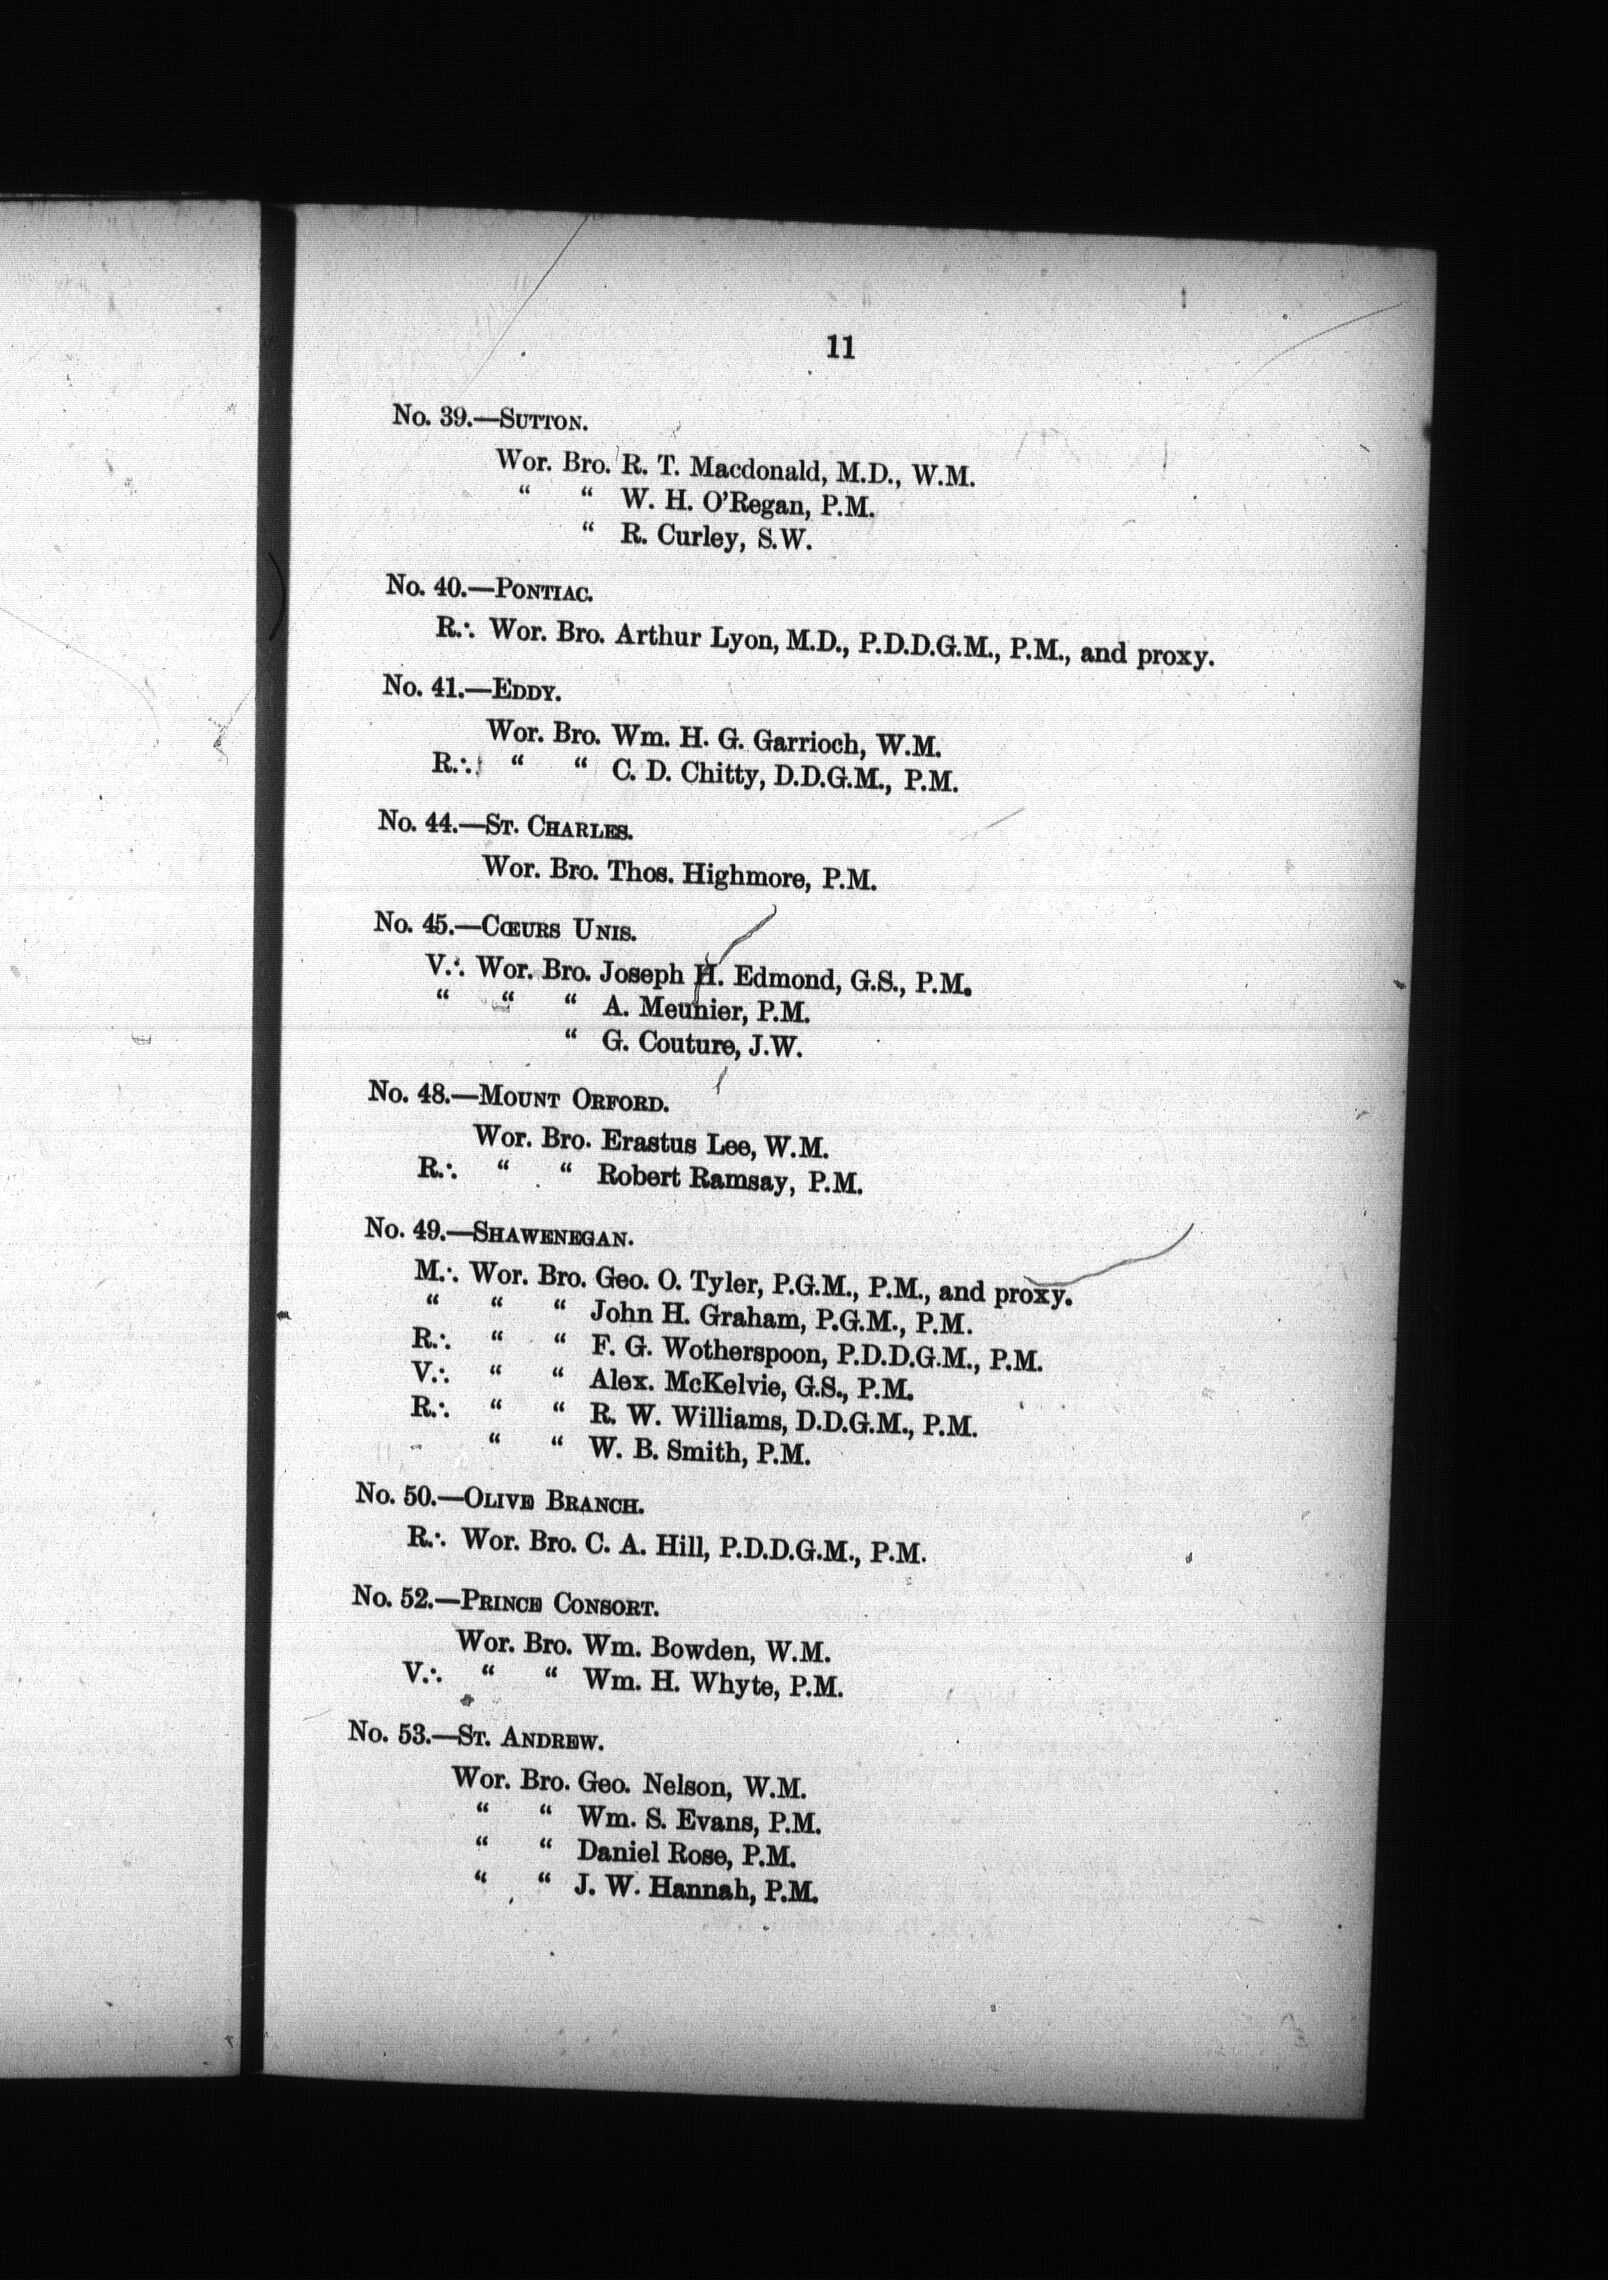 11
No. 39.—SUTTON.
Wor. Bro. R. T. Macdonald, M.D., W.M.
“ “ W. H. O’Regan, P.M.
“ R. Curley, S.W.
No. 40.—PONTIAC.
R.∴ Wor. Bro. Arthur Lyon, M.D., P.D.D.G.M., P.M., and proxy.
No. 41.—EDDY.
Wor. Bro. Wm. H. G. Garrioch, W.M.
R.∴ “ “ C. D. Chitty, D.D.G.M., P.M.
No. 44.—ST. CHARLES.
Wor. Bro. Thos. Highmore, P.M.
No. 45.—CŒURS UNIS.
V.∴ Wor. Bro. Joseph H. Edmond, G.S., P.M.
“ “ “ A. Meunier, P.M.
“ G. Couture, J.W.
No. 48.—MOUNT ORFORD.
Wor. Bro. Erastus Lee, W.M.
R.∴ “ “ Robert Ramsay, P.M.
No. 49.—SHAWENEGAN.
M.∴ Wor. Bro. Geo. O. Tyler, P.G.M., P.M., and proxy.
“ “ “ John H. Graham, P.G.M., P.M.
R.∴ “ “ F. G. Wotherspoon, P.D.D.G.M., P.M.
V.∴ “ “ Alex. McKelvie, G.S., P.M.
R.∴ “ “ R. W. Williams, D.D.G.M., P.M.
“ “ W. B. Smith, P.M.
No. 50.—OLIVE BRANCH.
R.∴ Wor. Bro. C. A. Hill, P.D.D.G.M., P.M.
No. 52.—PRINCE CONSORT.
Wor. Bro. Wm. Bowden, W.M.
V.∴ “ “ Wm. H. Whyte, P.M.
No. 53.—ST. ANDREW.
Wor. Bro. Geo. Nelson, W.M.
“ “ Wm. S. Evans, P.M.
“ “ Daniel Rose, P.M.
“ “ J. W. Hannah, P.M.